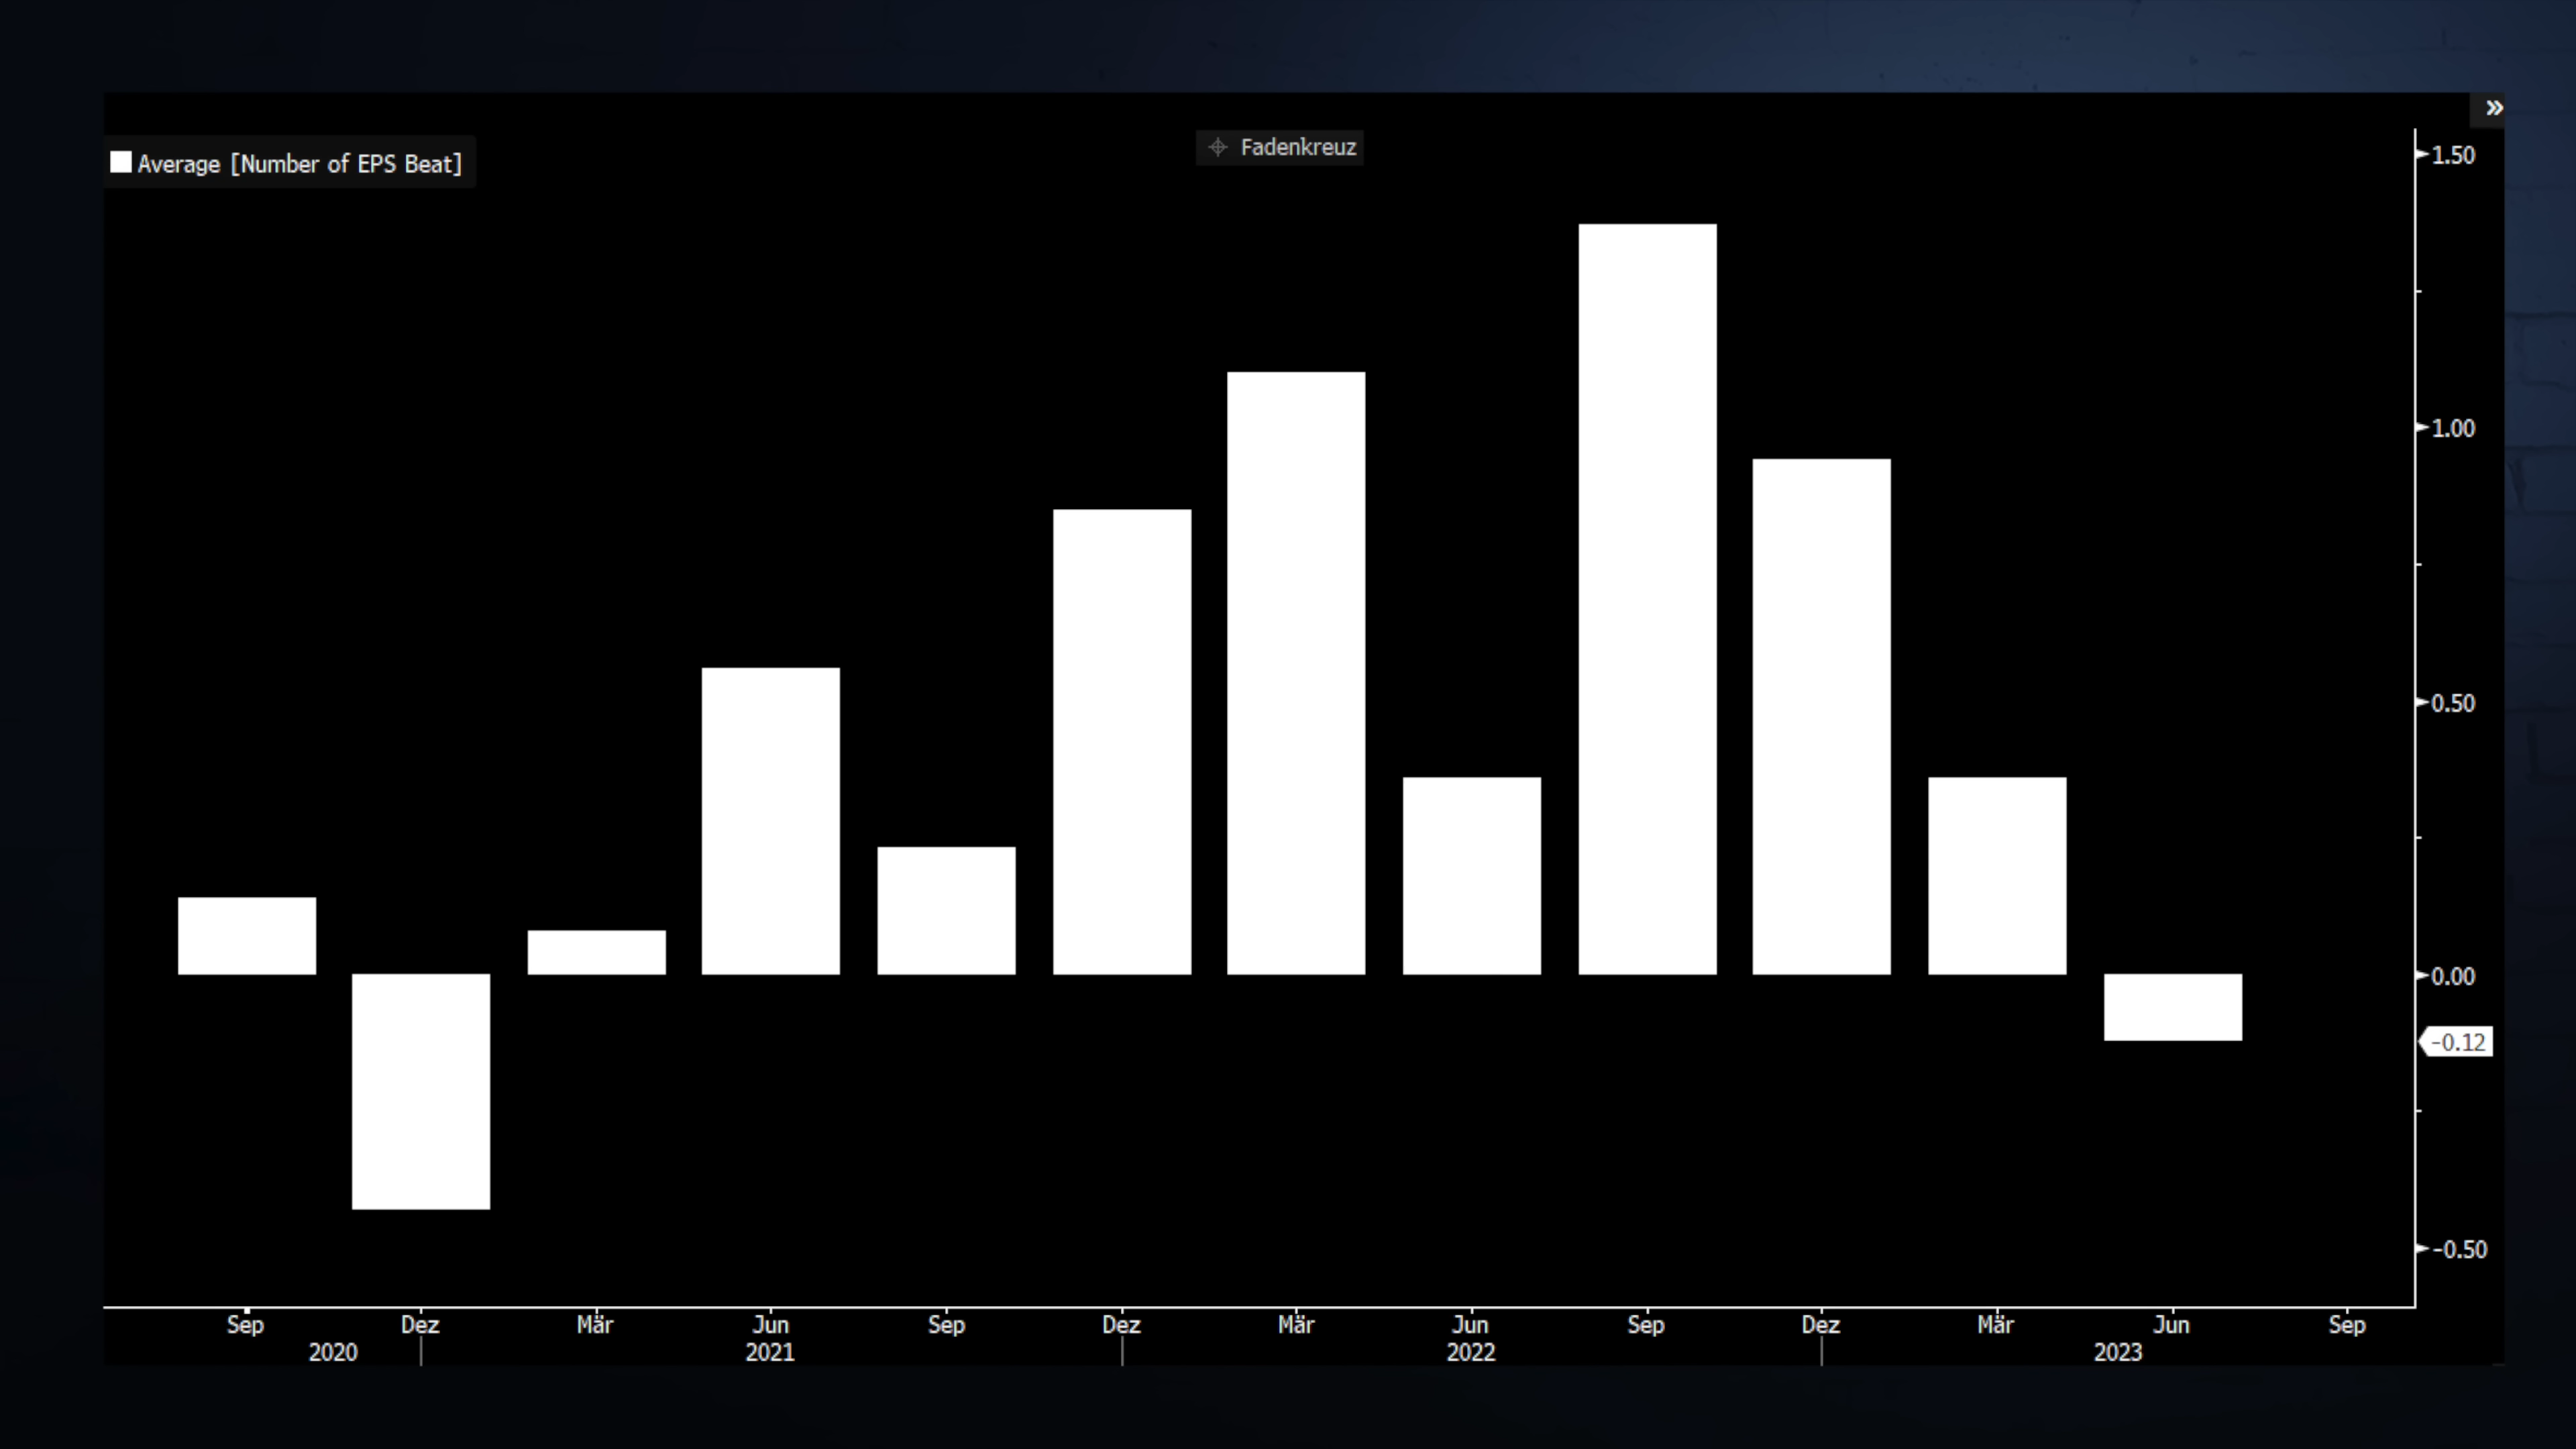 »
Average [Number of EPS Beat]
Fadenkreuz
1.50
1.00
0.50
0.00
-0.12
-0.50
Sep Dez Mär Jun Sep Dez Mär Jun Sep Dez Mär Jun Sep
2020 2021 2022 2023